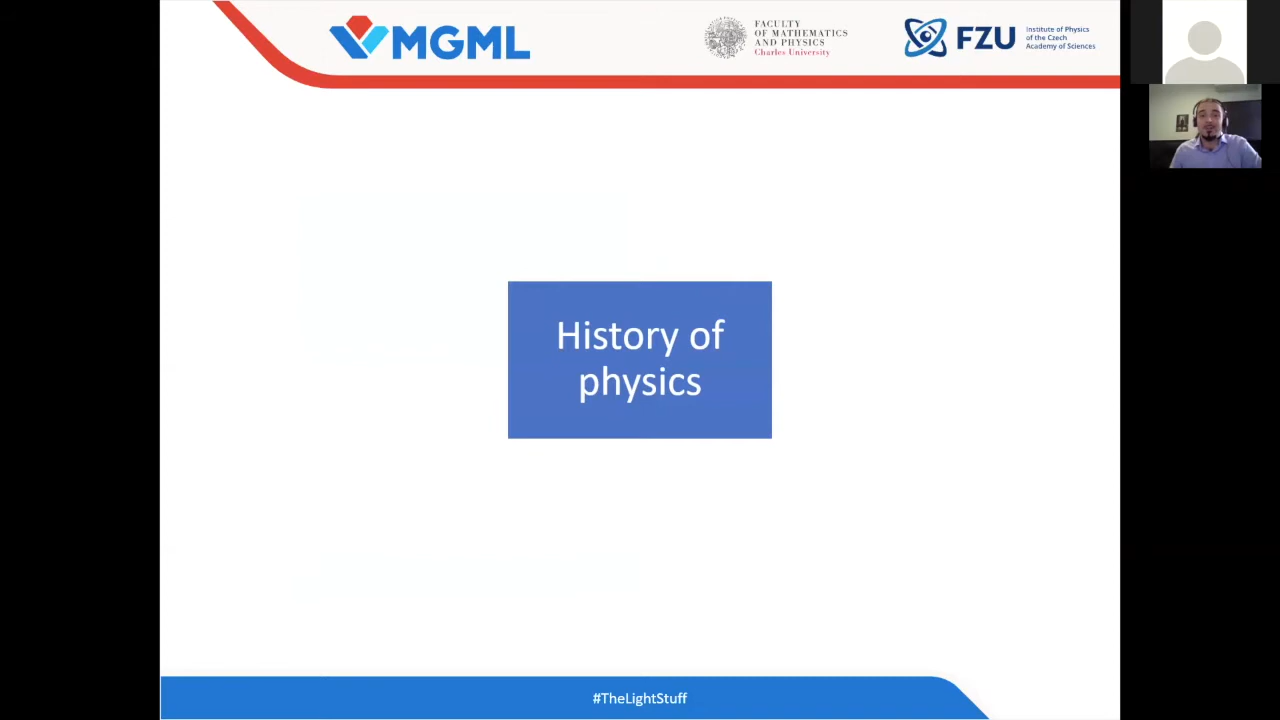 MGML
FACULTY
OF MATHEMATICS
AND PHYSICS
Charles University
FZU
Institute of Physics
of the Czech
Academy of Sciences
History of
physics
#TheLightStuff